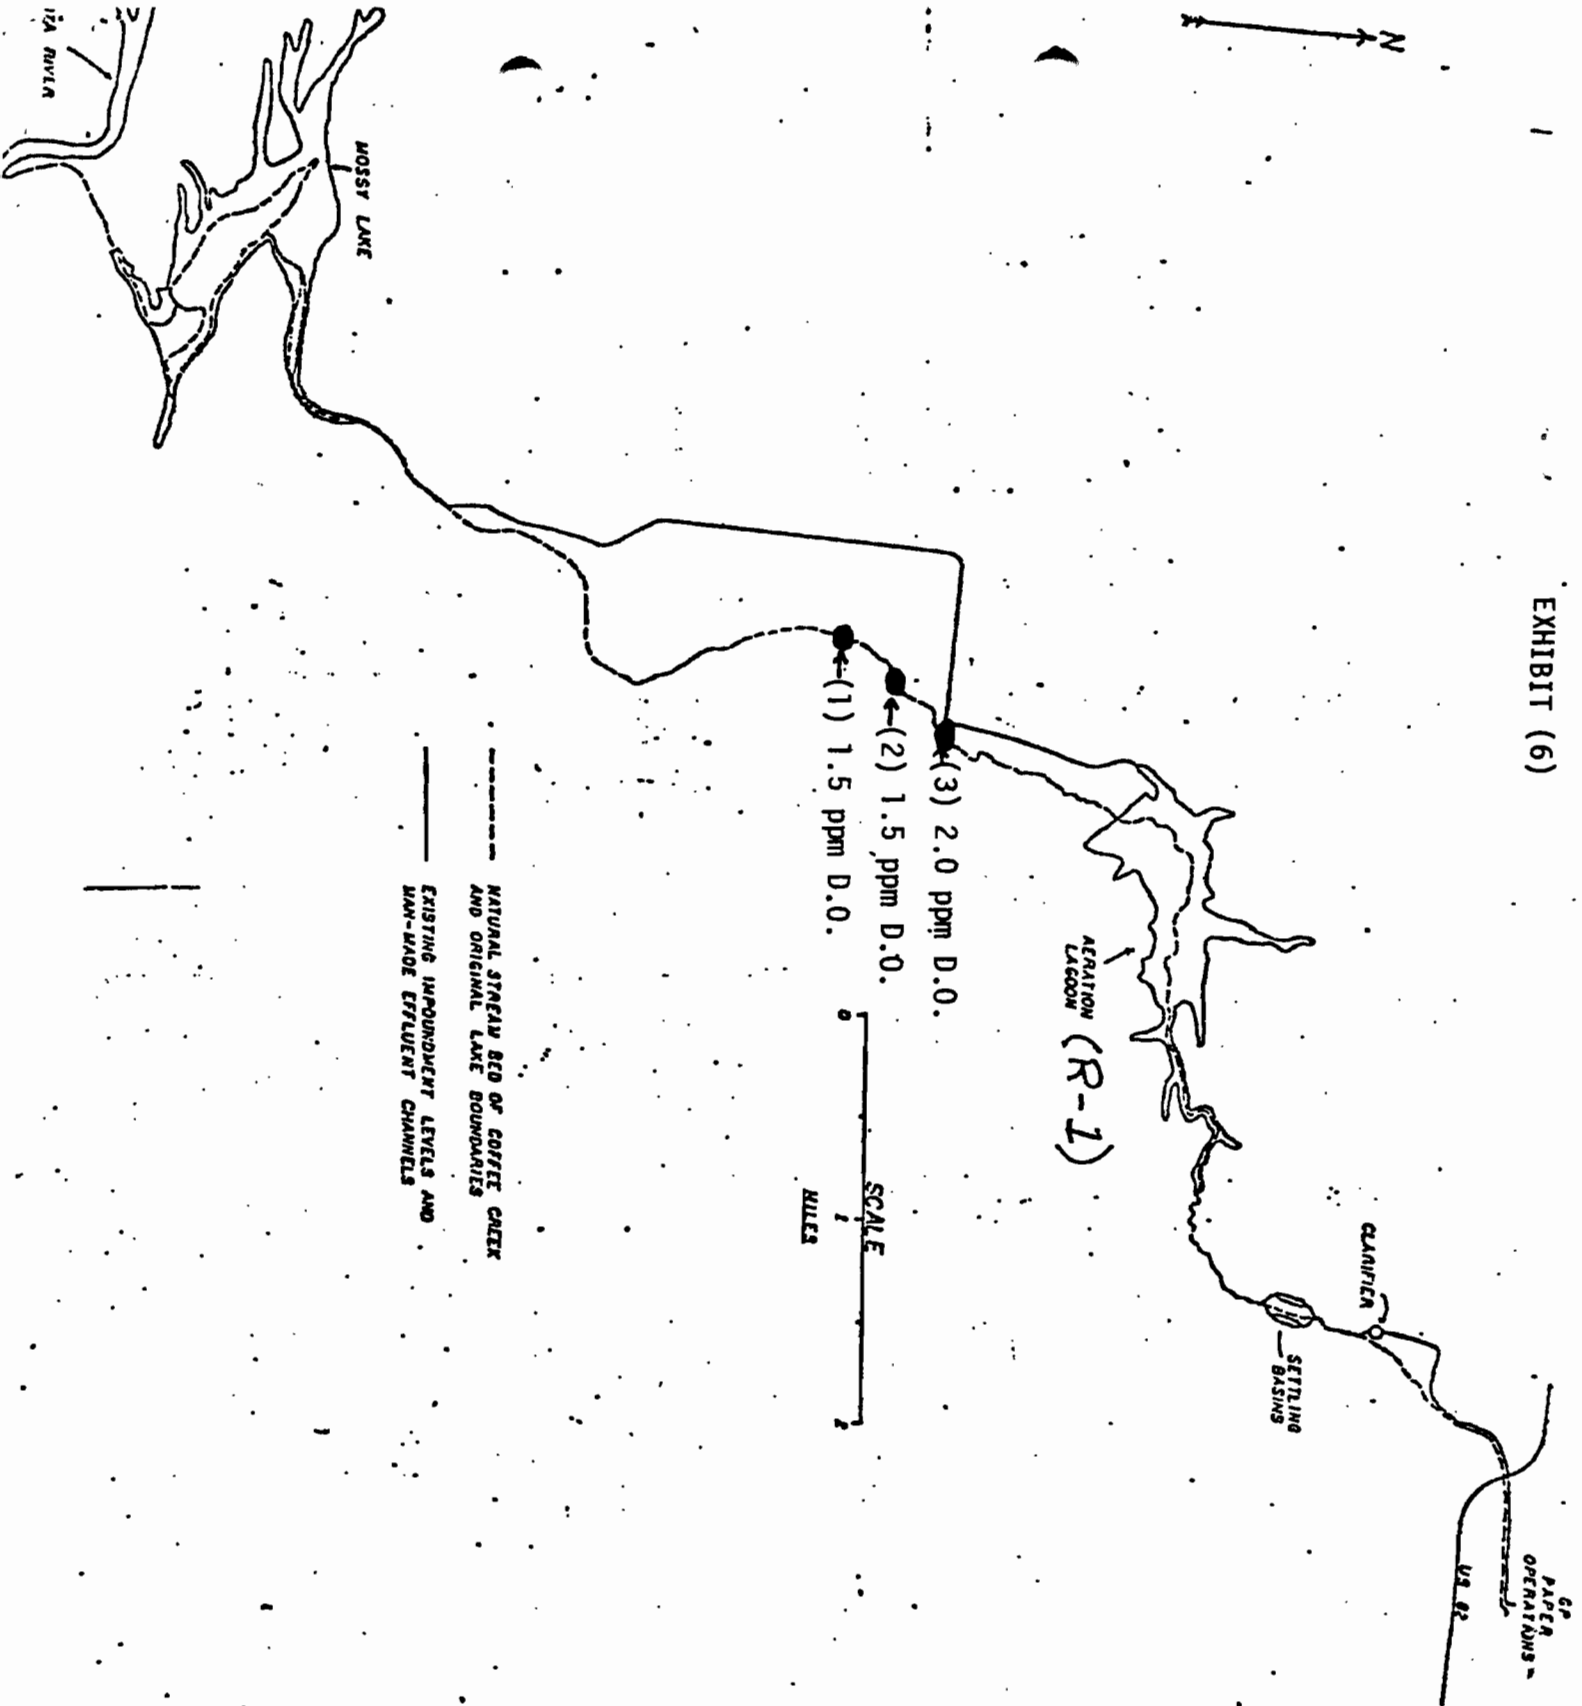 EXHIBIT (6)
N
GP
PAPER
OPERATIONS
US 82
CLARIFIER
SETTLING
BASINS
AERATION
LAGOON
(R-1)
(3) 2.0 ppm D.O.
(2) 1.5 ppm D.O.
(1) 1.5 ppm D.O.
SCALE
0
1
2
MILES
MOSSY LAKE
RIVER
NATURAL STREAM BED OF COFFEE CREEK
AND ORIGINAL LAKE BOUNDARIES
EXISTING IMPOUNDMENT LEVELS AND
MAN-MADE EFFLUENT CHANNELS